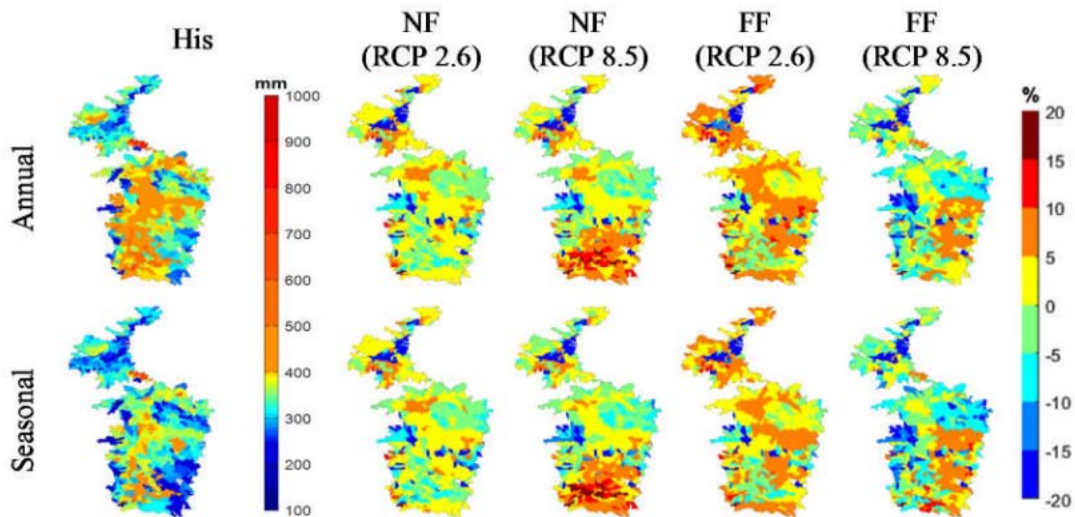 His
NF
(RCP 2.6)
NF
(RCP 8.5)
FF
(RCP 2.6)
FF
(RCP 8.5)
Annual
Seasonal
mm
1000
900
800
700
600
500
400
300
200
100
%
20
15
10
5
0
-5
-10
-15
-20